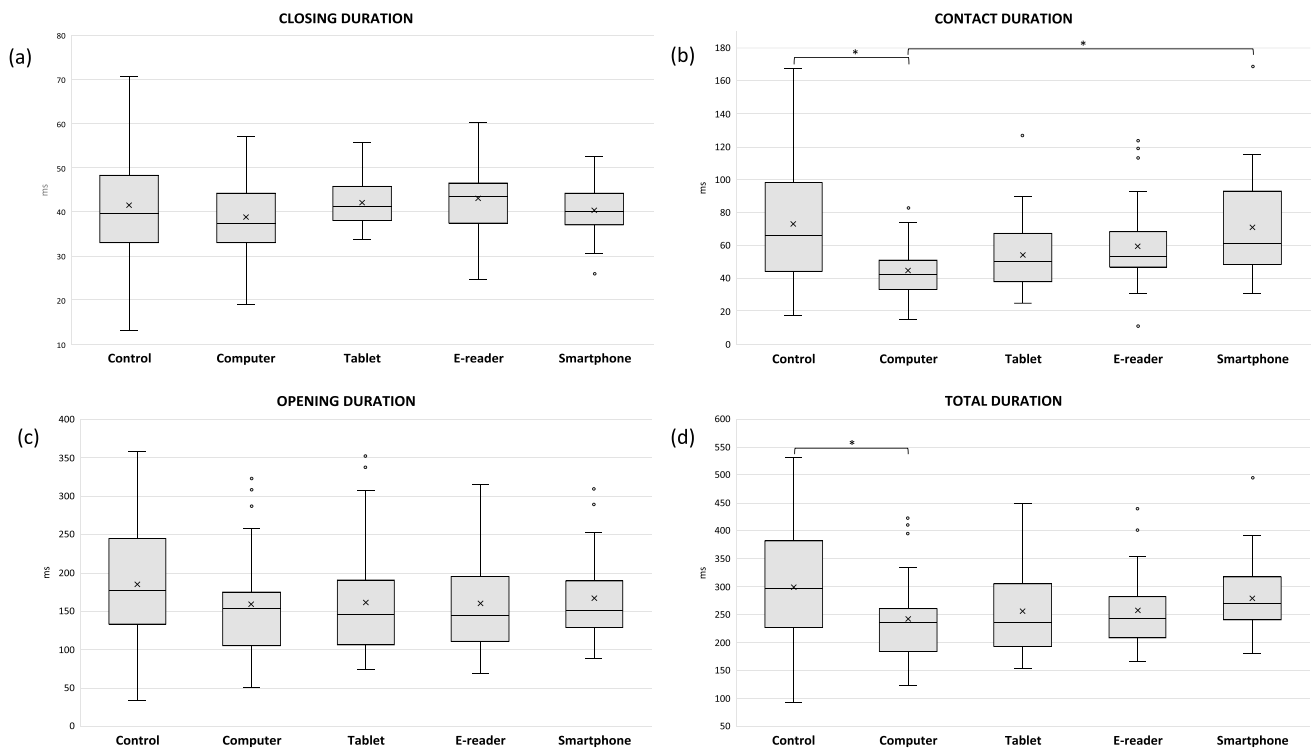 CLOSING DURATION
(a)
80
70
60
50
40
30
20
10
ms
Control Computer Tablet E-reader Smartphone
CONTACT DURATION
(b)
180
160
140
120
100
80
60
40
20
0
ms
* *
Control Computer Tablet E-reader Smartphone
OPENING DURATION
(c)
400
350
300
250
200
150
100
50
0
ms
Control Computer Tablet E-reader Smartphone
TOTAL DURATION
(d)
600
550
500
450
400
350
300
250
200
150
100
50
ms
*
Control Computer Tablet E-reader Smartphone